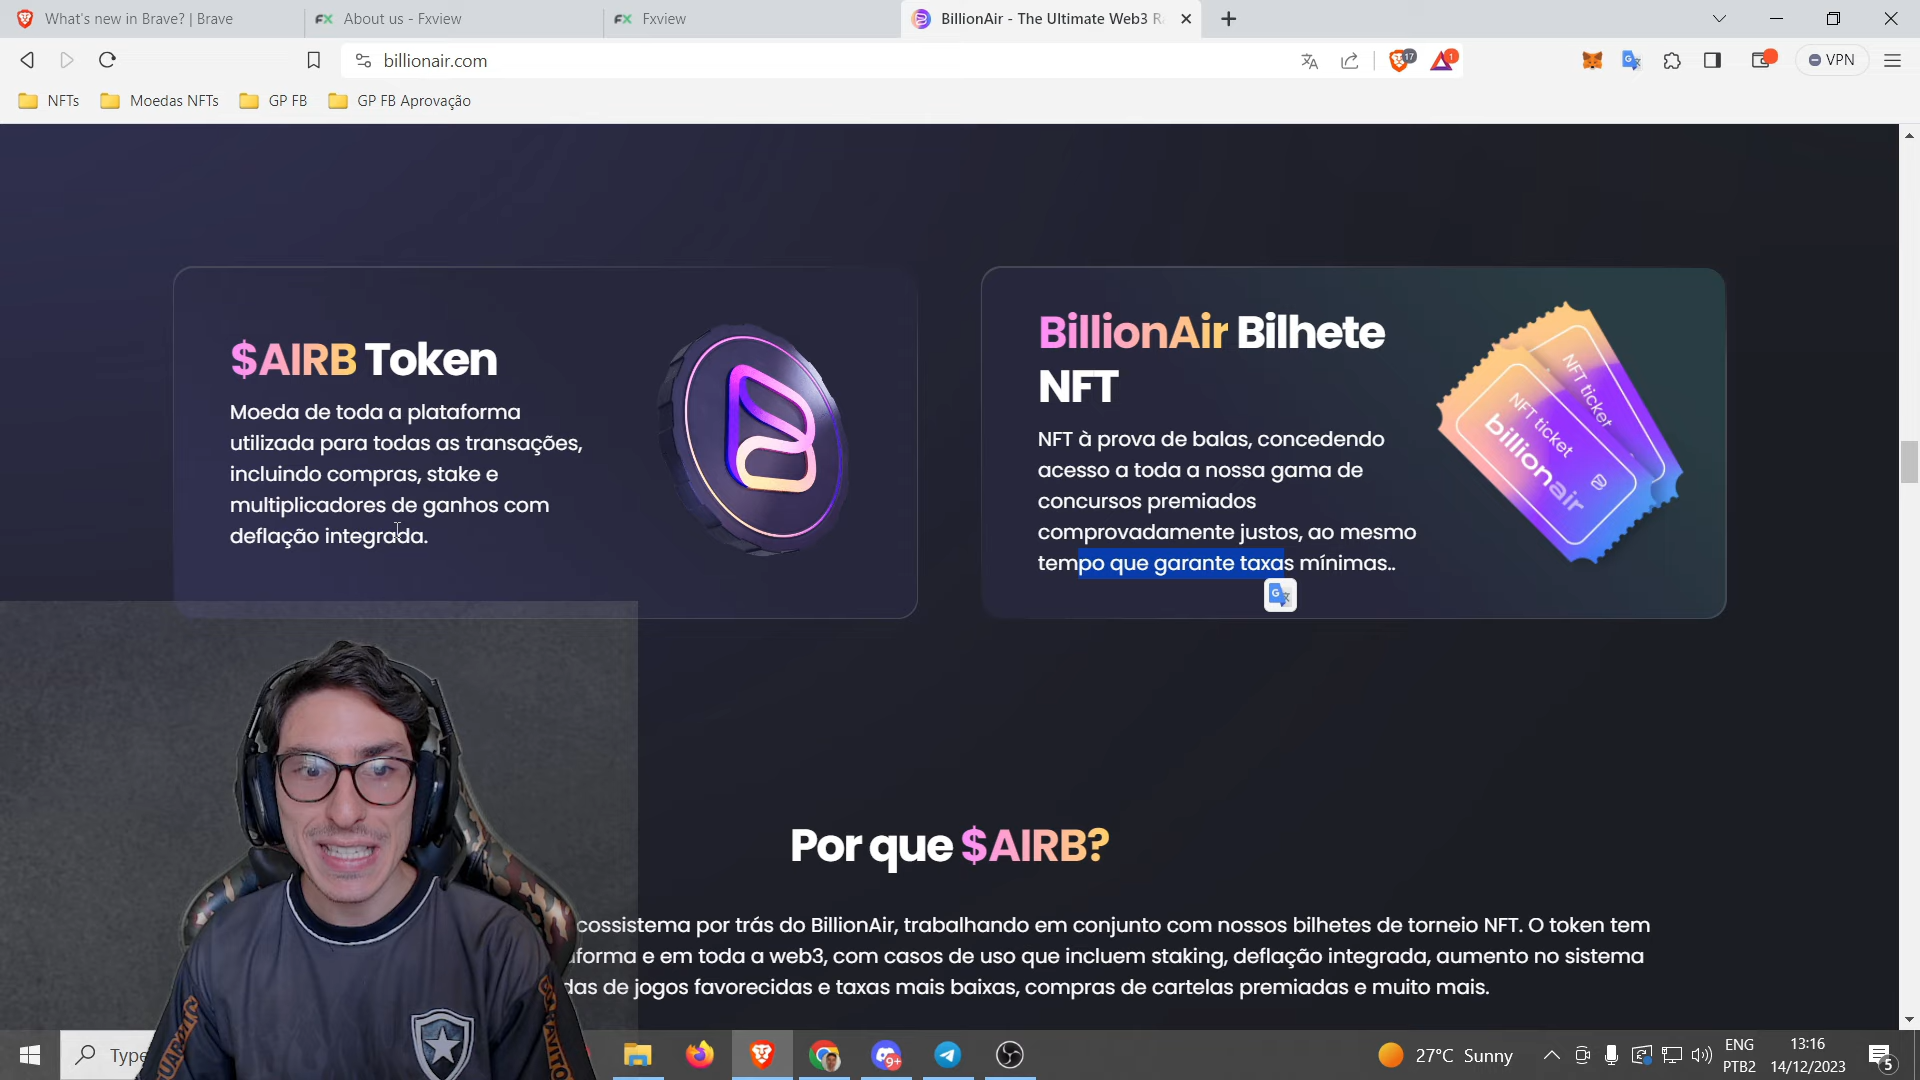 What's new in Brave? | Brave
About us - Fxview
Fxview
BillionAir - The Ultimate Web3 R
billionair.com
17
1
VPN
NFTs
Moedas NFTs
GP FB
GP FB Aprovação
$AIRB Token
Moeda de toda a plataforma
utilizada para todas as transações,
incluindo compras, stake e
multiplicadores de ganhos com
deflação integrada.
BillionAir Bilhete
NFT
NFT à prova de balas, concedendo
acesso a toda a nossa gama de
concursos premiados
comprovadamente justos, ao mesmo
tempo que garante taxas mínimas..
NFT ticket
NFT ticket
billionair
Por que $AIRB?
cossistema por trás do BillionAir, trabalhando em conjunto com nossos bilhetes de torneio NFT. O token tem
forma e em toda a web3, com casos de uso que incluem staking, deflação integrada, aumento no sistema
das de jogos favorecidas e taxas mais baixas, compras de cartelas premiadas e muito mais.
Type
9+
27°C Sunny
ENG
PTB2
13:16
14/12/2023
5